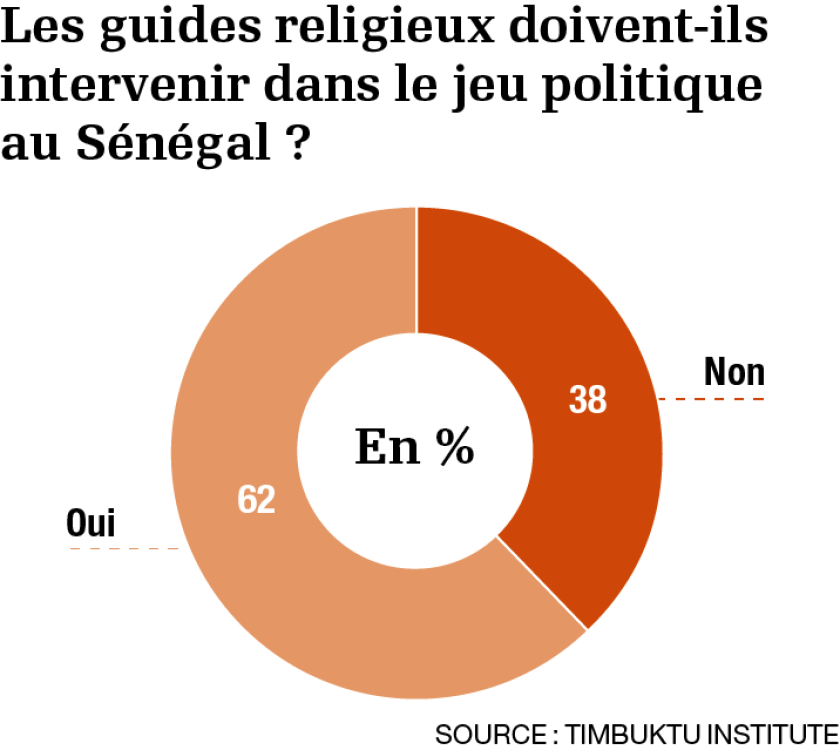 Les guides religieux doivent-ils
intervenir dans le jeu politique
au Sénégal ?
Non
38
En %
62
Oui
SOURCE : TIMBUKTU INSTITUTE